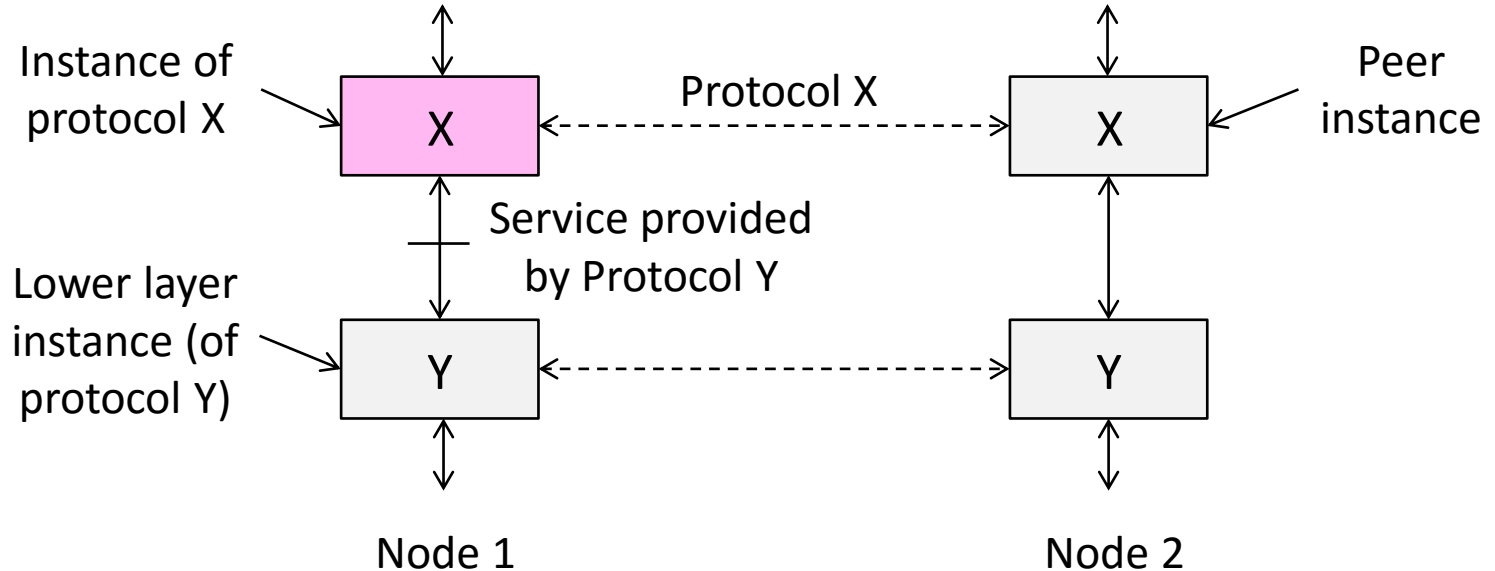 Instance of
protocol X
X
Protocol X
X
Peer
instance
Service provided
by Protocol Y
Lower layer
instance (of
protocol Y)
Y
Y
Node 1
Node 2